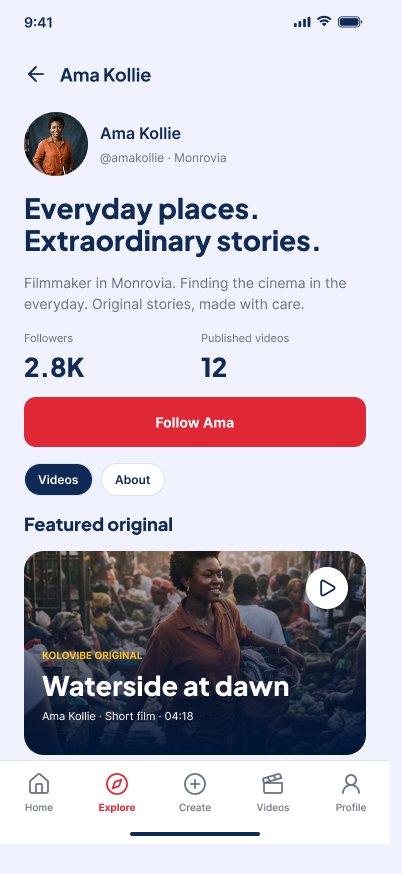 9:41
Ama Kollie
Ama Kollie
@amakollie · Monrovia
Everyday places.
Extraordinary stories.
Filmmaker in Monrovia. Finding the cinema in the
everyday. Original stories, made with care.
Followers
Published videos
2.8K
12
Follow Ama
Videos
About
Featured original
KOLOVIBE ORIGINAL
Waterside at dawn
Ama Kollie · Short film · 04:18
Home
Explore
Create
Videos
Profile